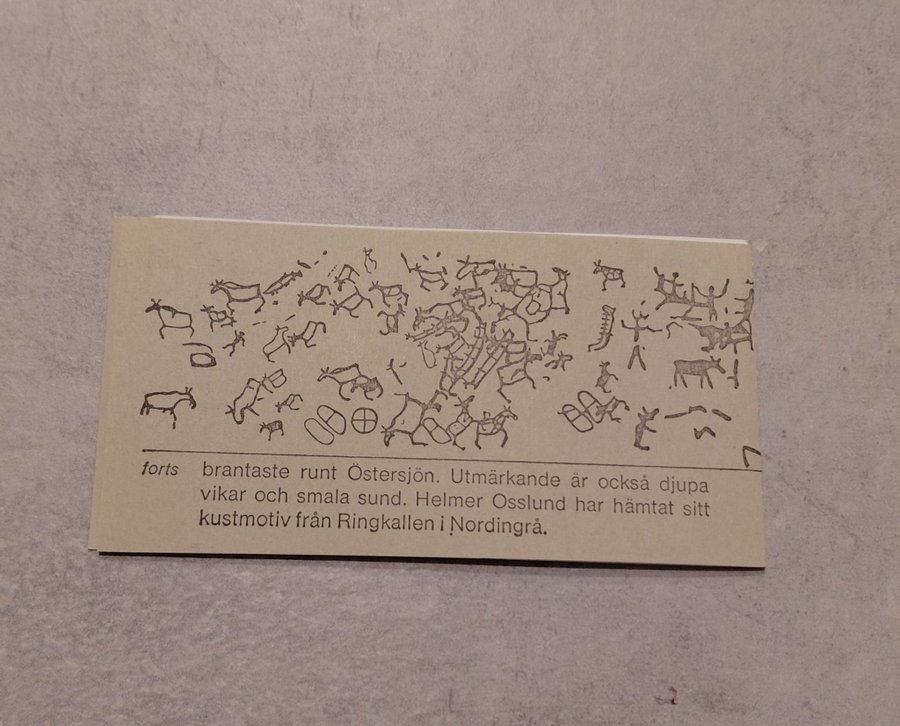 forts brantaste runt Östersjön. Utmärkande är också djupa
vikar och smala sund. Helmer Osslund har hämtat sitt
kustmotiv från Ringkallen i Nordingrå.